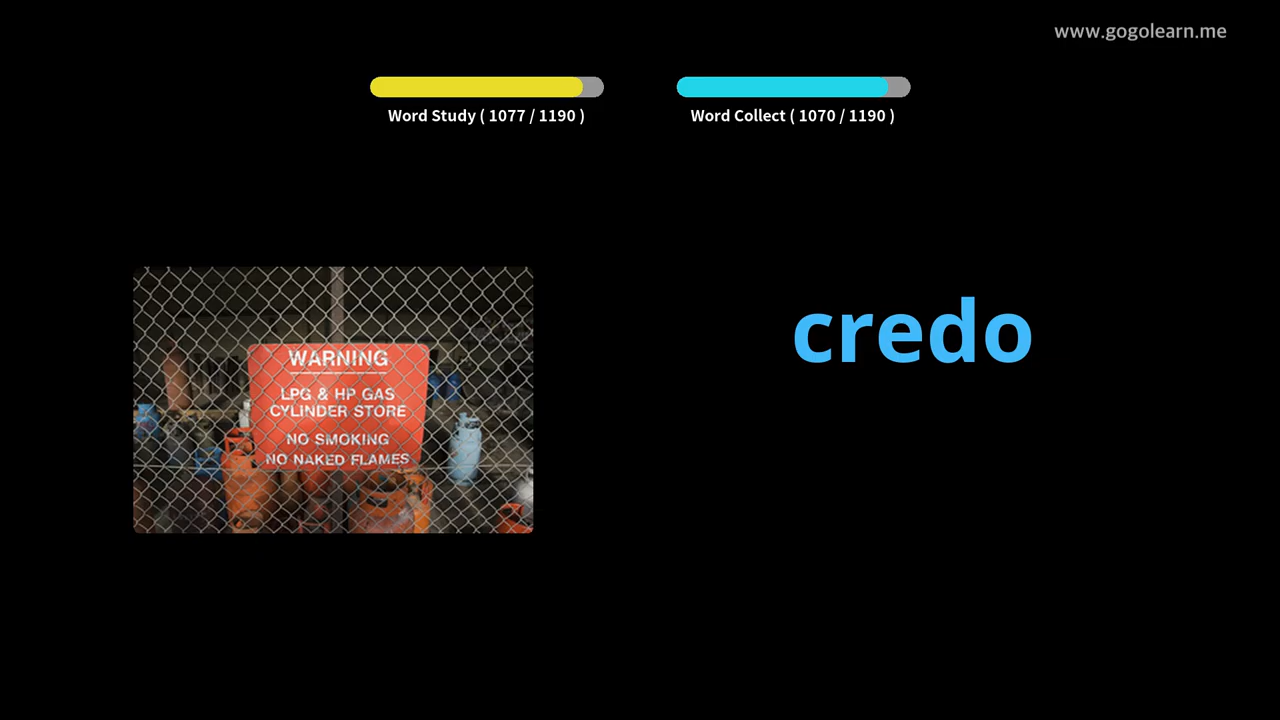 www.gogolearn.me
Word Study ( 1077 / 1190 )
Word Collect ( 1070 / 1190 )
WARNING
LPG & HP GAS
CYLINDER STORE
NO SMOKING
NO NAKED FLAMES
credo